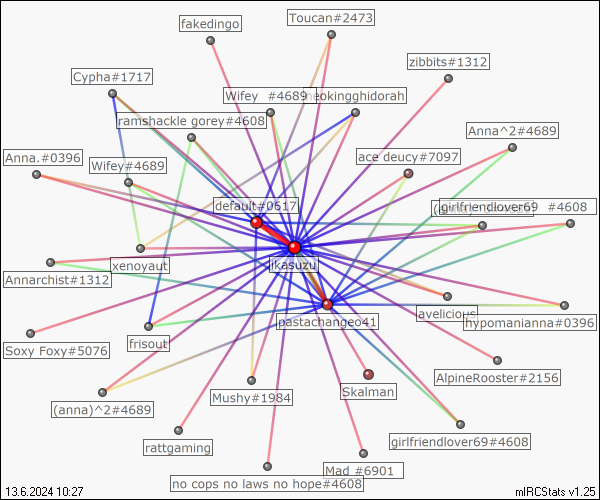 fakedingo
Toucan#2473
zibbits#1312
Cypha#1717
Wifey #4689
neokingghidorah
ramshackle gorey#4608
Anna^2#4689
Anna.#0396
Wifey#4689
ace deucy#7097
default#0617
girlfriendlover69 #4608
xenoyaut
ikasuzu
Annarchist#1312
avelicious
hypomanianna#0396
pastachangeo41
Soxy Foxy#5076
frisout
AlpineRooster#2156
Mushy#1984
Skalman
(anna)^2#4689
rattgaming
girlfriendlover69#4608
Mad #6901
no cops no laws no hope#4608
13.6.2024 10:27
mIRCStats v1.25